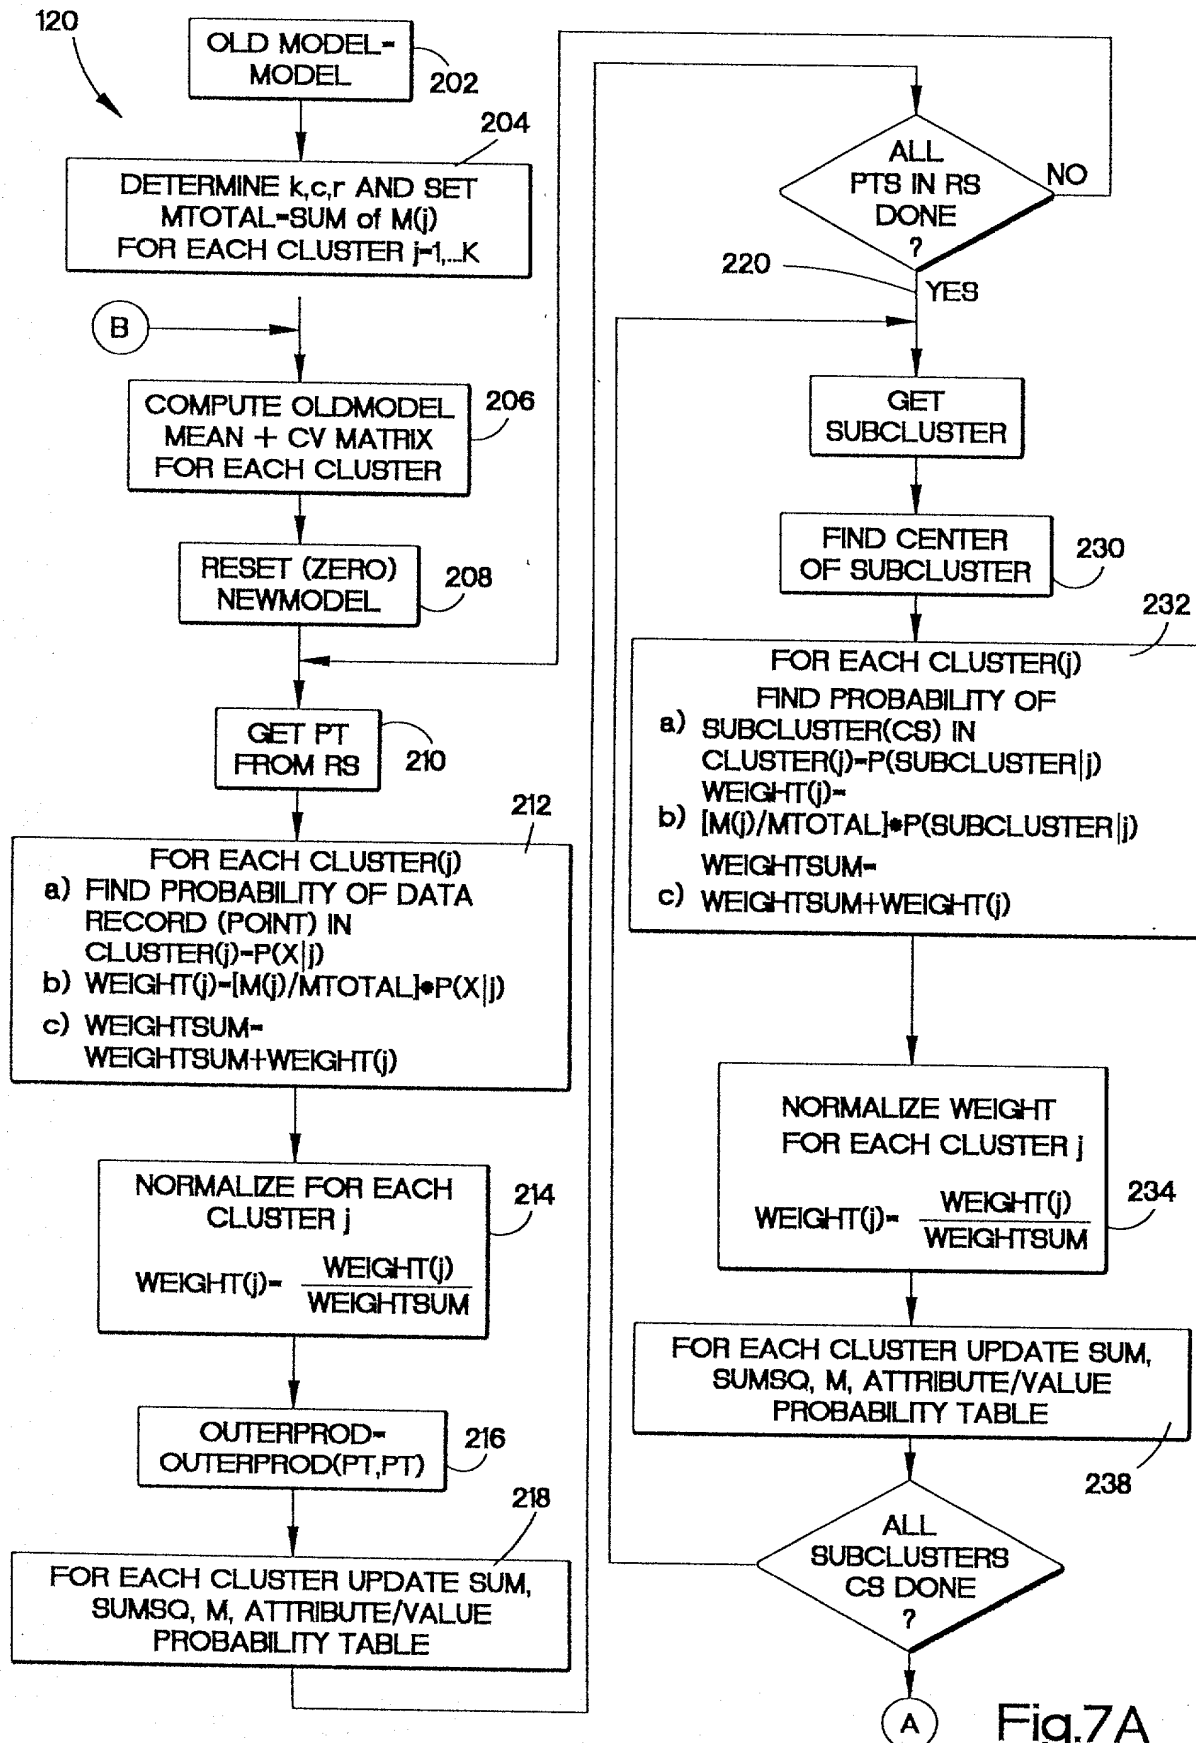 120
OLD MODEL-
MODEL
202
204
DETERMINE k,c,r AND SET
MTOTAL=SUM of M(j)
FOR EACH CLUSTER j=1,...K
B
COMPUTE OLDMODEL
MEAN + CV MATRIX
FOR EACH CLUSTER
206
RESET (ZERO)
NEWMODEL
208
GET PT
FROM RS
210
212
FOR EACH CLUSTER(j)
a) FIND PROBABILITY OF DATA
RECORD (POINT) IN
CLUSTER(j)=P(X|j)
b) WEIGHT(j)=[M(j)/MTOTAL]*P(X|j)
c) WEIGHTSUM=
WEIGHTSUM+WEIGHT(j)
NORMALIZE FOR EACH
CLUSTER j
214
WEIGHT(j)= WEIGHT(j)
WEIGHTSUM
OUTERPROD=
OUTERPROD(PT,PT)
216
218
FOR EACH CLUSTER UPDATE SUM,
SUMSQ, M, ATTRIBUTE/VALUE
PROBABILITY TABLE
ALL
PTS IN RS
DONE
?
NO
220
YES
GET
SUBCLUSTER
FIND CENTER
OF SUBCLUSTER
230
232
FOR EACH CLUSTER(j)
FIND PROBABILITY OF
a) SUBCLUSTER(CS) IN
CLUSTER(j)=P(SUBCLUSTER|j)
WEIGHT(j)=
b) [M(j)/MTOTAL]*P(SUBCLUSTER|j)
WEIGHTSUM=
c) WEIGHTSUM+WEIGHT(j)
NORMALIZE WEIGHT
FOR EACH CLUSTER j
234
WEIGHT(j)= WEIGHT(j)
WEIGHTSUM
FOR EACH CLUSTER UPDATE SUM,
SUMSQ, M, ATTRIBUTE/VALUE
PROBABILITY TABLE
238
ALL
SUBCLUSTERS
CS DONE
?
A
Fig.7A